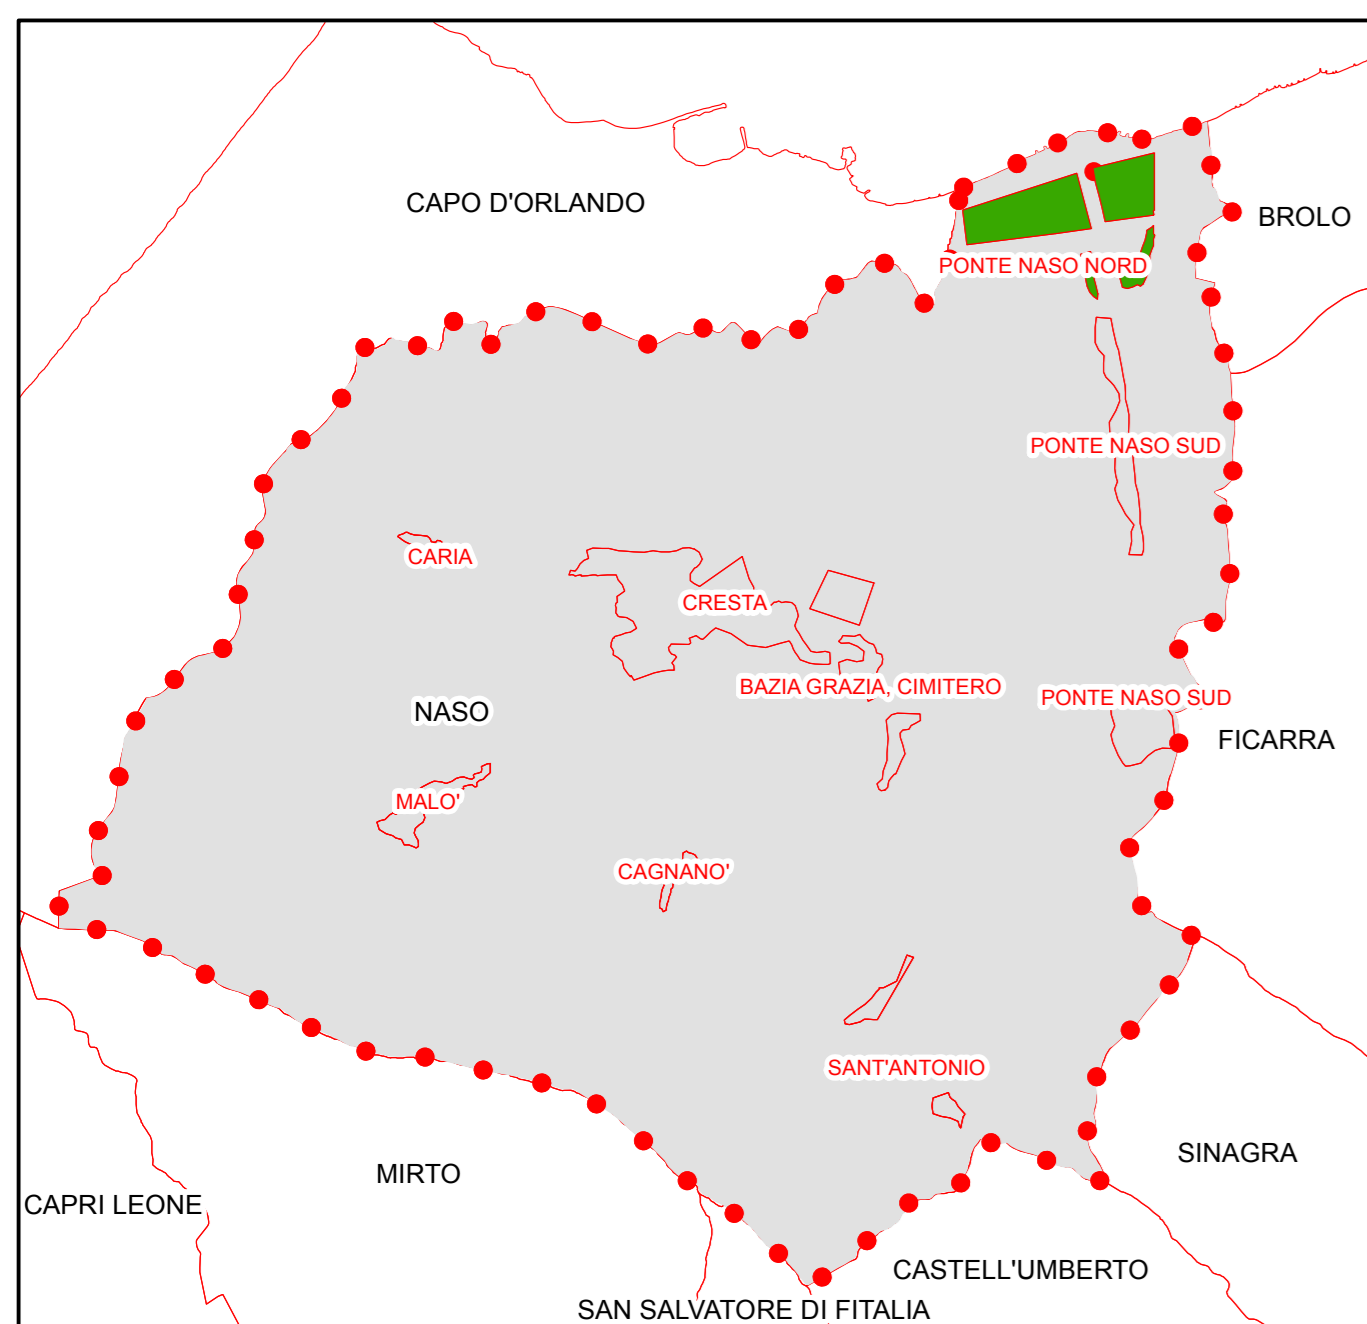 CAPO D'ORLANDO
BROLO
PONTE NASO NORD
PONTE NASO SUD
CARIA
CRESTA
BAZIA GRAZIA, CIMITERO
PONTE NASO SUD
NASO
FICARRA
MALO'
CAGNANO'
SANT'ANTONIO
SINAGRA
MIRTO
CAPRI LEONE
CASTELL'UMBERTO
SAN SALVATORE DI FITALIA